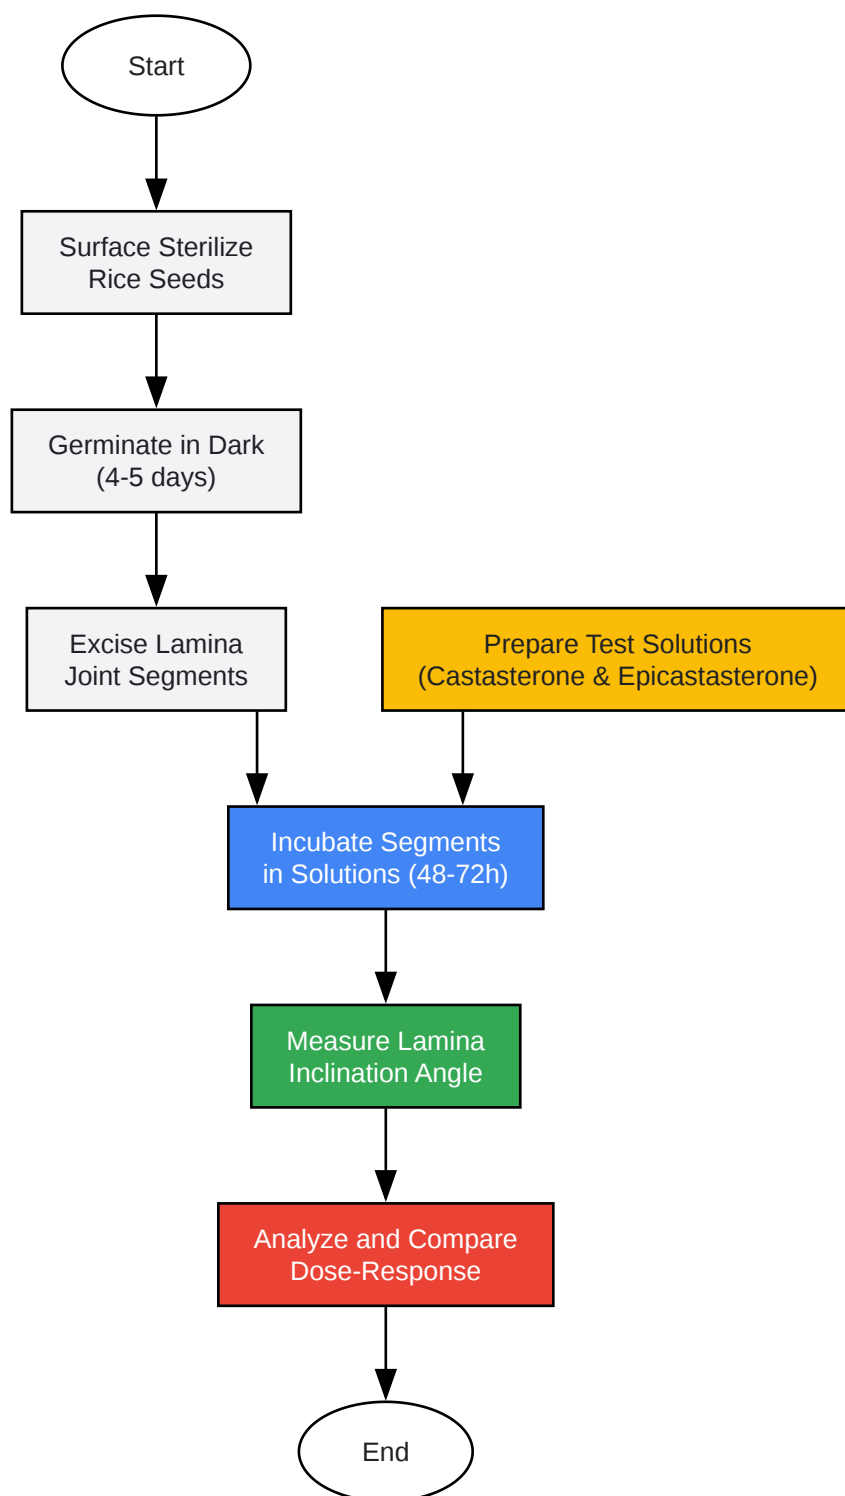 Start
Surface Sterilize
Rice Seeds
Germinate in Dark
(4-5 days)
Excise Lamina
Joint Segments
Prepare Test Solutions
(Castasterone & Epicastasterone)
Incubate Segments
in Solutions (48-72h)
Measure Lamina
Inclination Angle
Analyze and Compare
Dose-Response
End